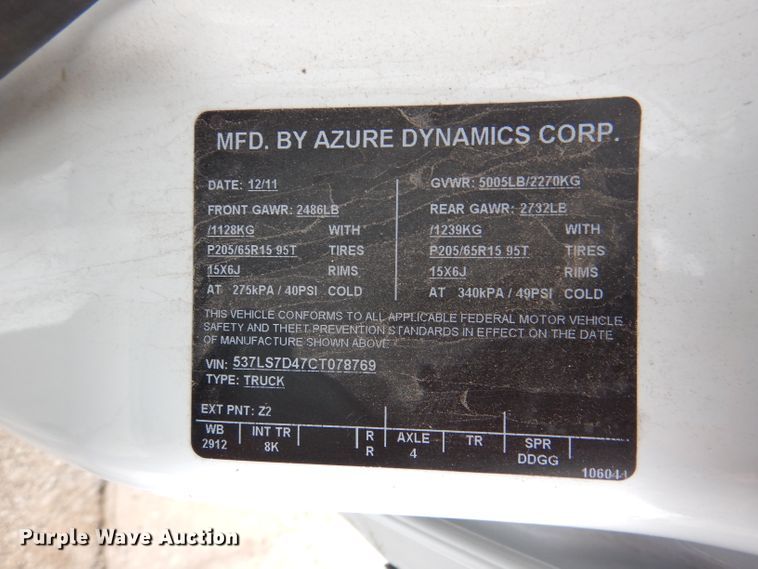 MFD. BY AZURE DYNAMICS CORP.
DATE: 12/11 GVWR: 5005LB/2270KG
FRONT GAWR: 2486LB REAR GAWR: 2732LB
/1128KG WITH /1239KG WITH
P205/65R15 95T TIRES P205/65R15 95T TIRES
15X6J RIMS 15X6J RIMS
AT 275kPA / 40PSI COLD AT 340kPA / 49PSI COLD
THIS VEHICLE CONFORMS TO ALL APPLICABLE FEDERAL MOTOR VEHICLE
SAFETY AND THEFT PREVENTION STANDARDS IN EFFECT ON THE DATE
OF MANUFACTURE SHOWN ABOVE
VIN: 537LS7D47CT078769
TYPE: TRUCK
EXT PNT: Z2
WB INT TR R AXLE TR SPR
2912 8K R 4 DDGG
Purple Wave Auction